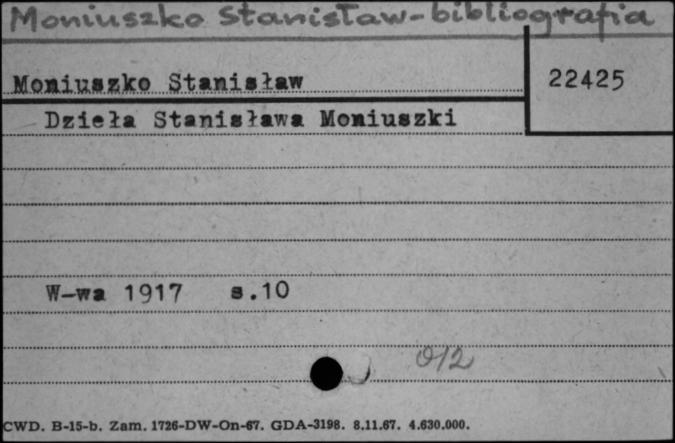 Moniuszko Stanisław-bibliografia
Moniuszko Stanisław
22425
Dzieła Stanisława Moniuszki
W-wa 1917 s.10
012
CWD. B-15-b. Zam. 1726-DW-On-67. GDA-3198. 8.11.67. 4.630.000.